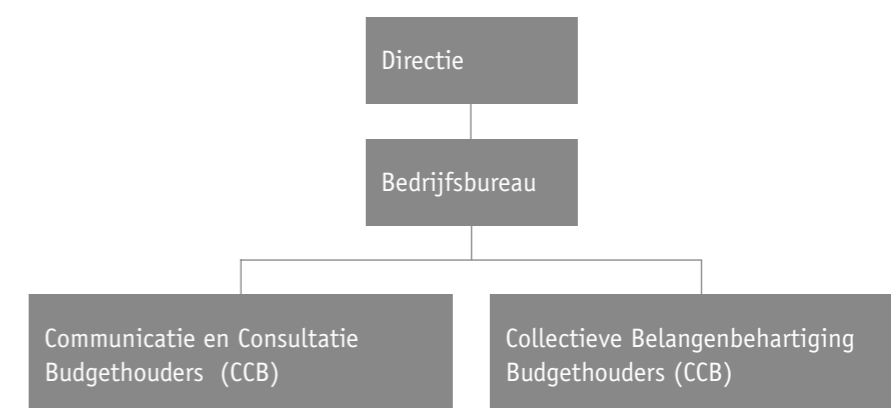 Directie
Bedrijfsbureau
Communicatie en Consultatie
Budgethouders (CCB)
Collectieve Belangenbehartiging
Budgethouders (CCB)